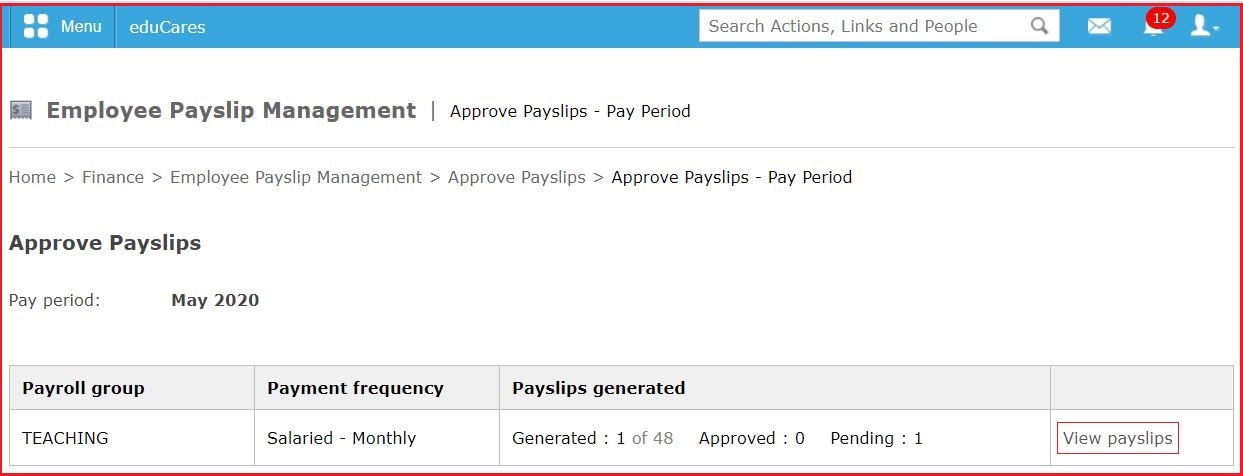 Menu eduCares Search Actions, Links and People 12
Employee Payslip Management | Approve Payslips - Pay Period
Home > Finance > Employee Payslip Management > Approve Payslips > Approve Payslips - Pay Period
Approve Payslips
Pay period: May 2020
Payroll group Payment frequency Payslips generated
TEACHING Salaried - Monthly Generated : 1 of 48 Approved : 0 Pending : 1 View payslips